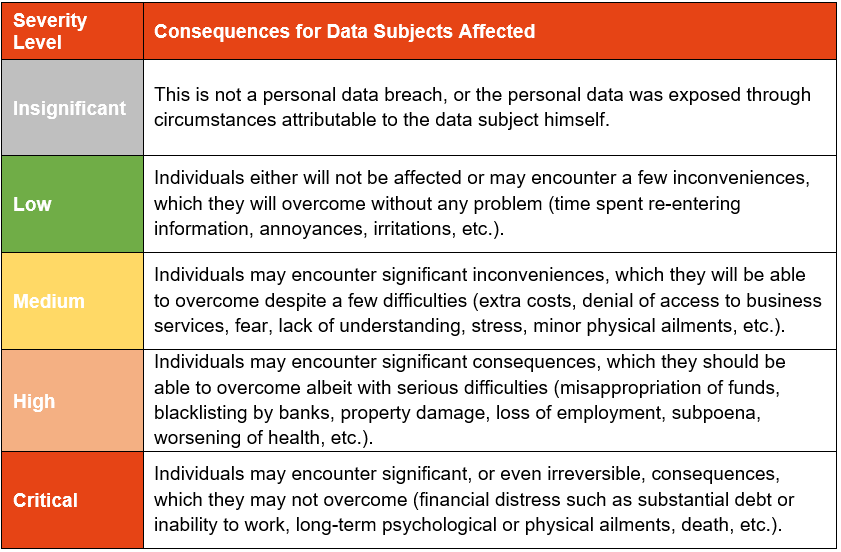 Severity
Level
Consequences for Data Subjects Affected
Insignificant
This is not a personal data breach, or the personal data was exposed through
circumstances attributable to the data subject himself.
Low
Individuals either will not be affected or may encounter a few inconveniences,
which they will overcome without any problem (time spent re-entering
information, annoyances, irritations, etc.).
Medium
Individuals may encounter significant inconveniences, which they will be able
to overcome despite a few difficulties (extra costs, denial of access to business
services, fear, lack of understanding, stress, minor physical ailments, etc.).
High
Individuals may encounter significant consequences, which they should be
able to overcome albeit with serious difficulties (misappropriation of funds,
blacklisting by banks, property damage, loss of employment, subpoena,
worsening of health, etc.).
Critical
Individuals may encounter significant, or even irreversible, consequences,
which they may not overcome (financial distress such as substantial debt or
inability to work, long-term psychological or physical ailments, death, etc.).